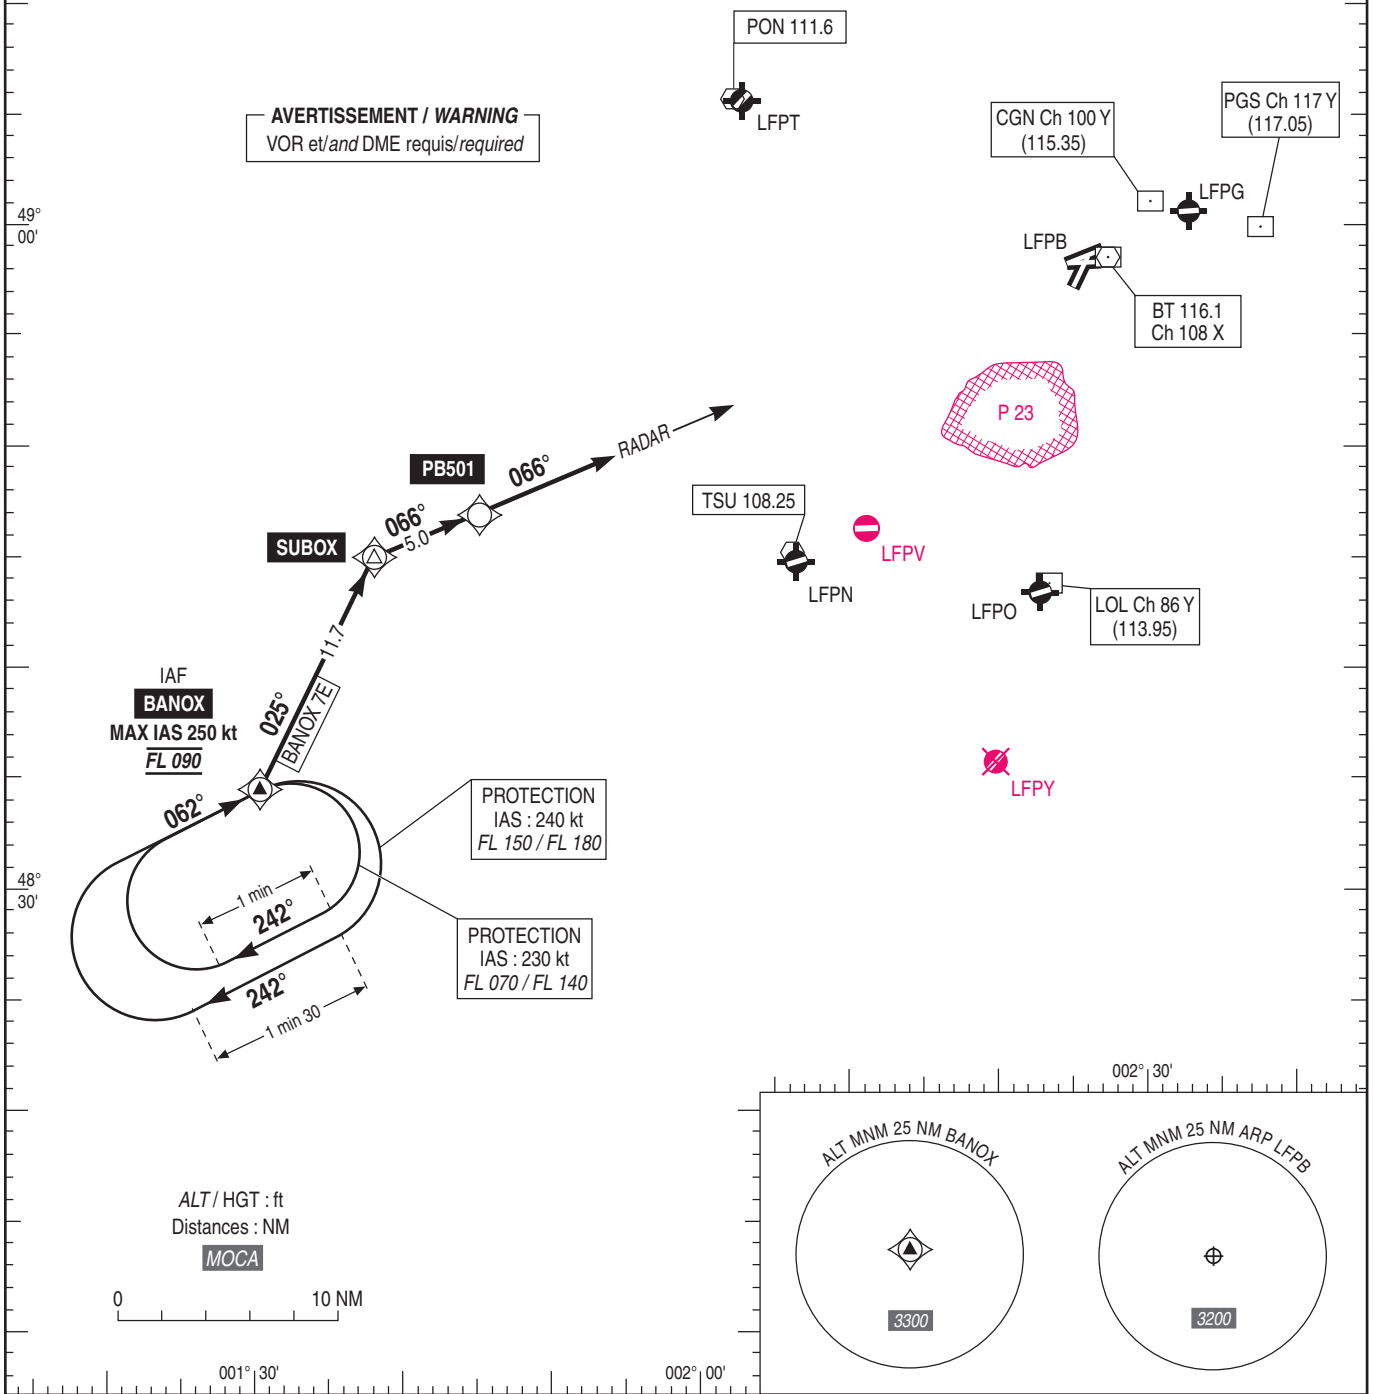 PON 111.6
LFPT
AVERTISSEMENT / WARNING
VOR et/and DME requis/required
CGN Ch 100 Y
(115.35)
PGS Ch 117 Y
(117.05)
LFPG
49°
00'
LFPB
BT 116.1
Ch 108 X
P 23
RADAR
066°
PB501
066°
5.0
SUBOX
TSU 108.25
LFPV
LFPN
LFPO
LOL Ch 86 Y
(113.95)
11.7
IAF
BANOX
MAX IAS 250 kt
FL 090
025°
BANOX 7E
LFPY
062°
PROTECTION
IAS : 240 kt
FL 150 / FL 180
48°
30'
1 min
242°
PROTECTION
IAS : 230 kt
FL 070 / FL 140
242°
1 min 30
002° 30'
ALT MNM 25 NM BANOX
3300
ALT MNM 25 NM ARP LFPB
3200
ALT / HGT : ft
Distances : NM
MOCA
0 10 NM
001° 30'
002° 00'